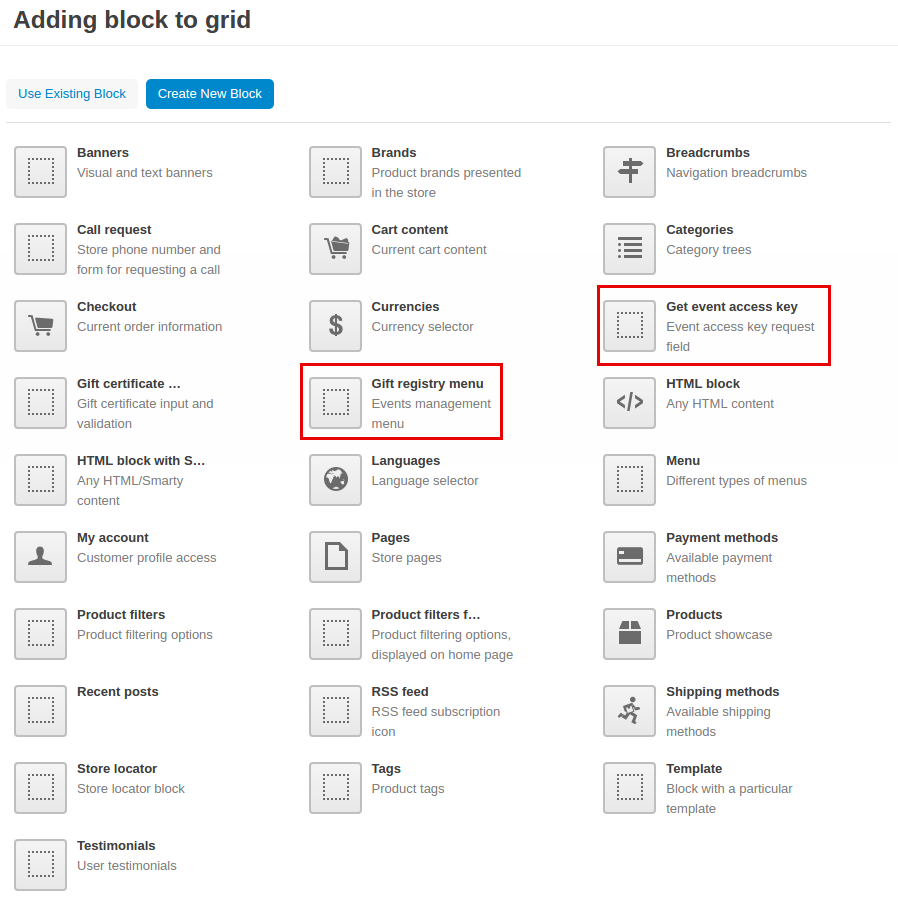 Adding block to grid
Use Existing Block
Create New Block
Banners
Visual and text banners
Brands
Product brands presented
in the store
Breadcrumbs
Navigation breadcrumbs
Call request
Store phone number and
form for requesting a call
Cart content
Current cart content
Categories
Category trees
Checkout
Current order information
Currencies
Currency selector
Get event access key
Event access key request
field
Gift certificate ...
Gift certificate input and
validation
Gift registry menu
Events management
menu
HTML block
Any HTML content
HTML block with S...
Any HTML/Smarty
content
Languages
Language selector
Menu
Different types of menus
My account
Customer profile access
Pages
Store pages
Payment methods
Available payment
methods
Product filters
Product filtering options
Product filters f...
Product filtering options,
displayed on home page
Products
Product showcase
Recent posts
RSS feed
RSS feed subscription
icon
Shipping methods
Available shipping
methods
Store locator
Store locator block
Tags
Product tags
Template
Block with a particular
template
Testimonials
User testimonials